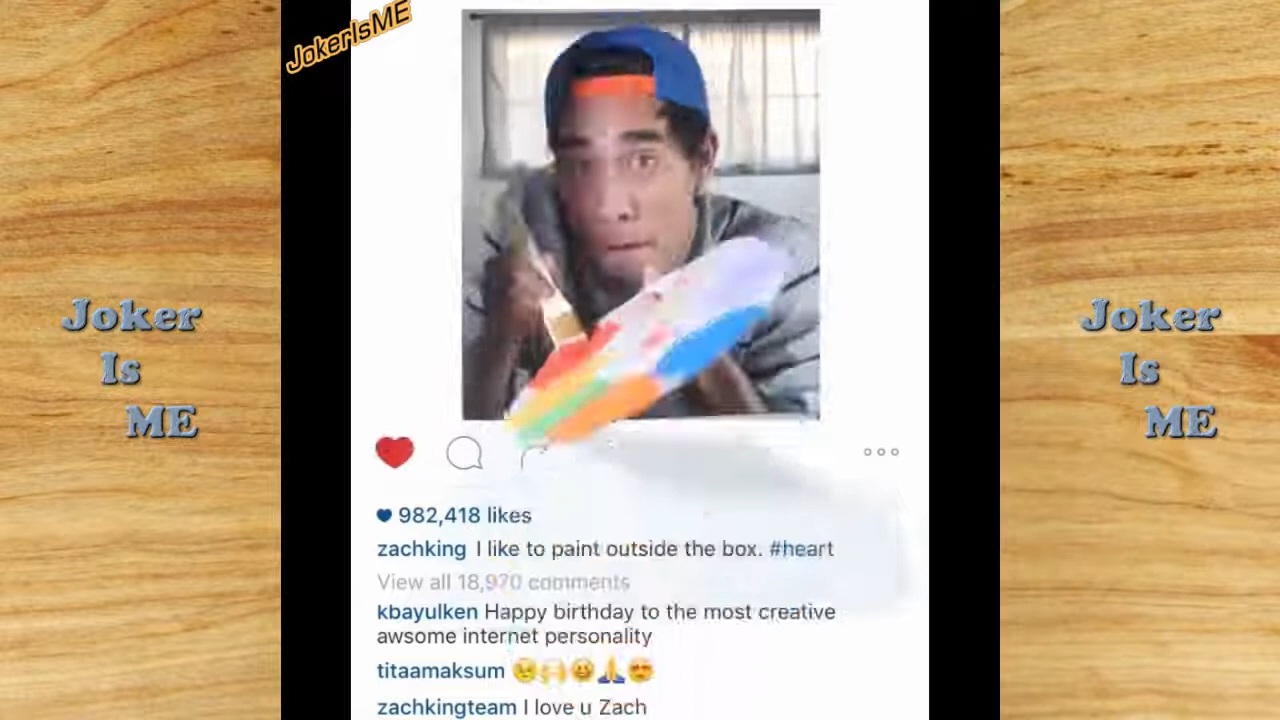 JokerIsME
Joker
Is
ME
Joker
Is
ME
982,418 likes
zachking I like to paint outside the box. #heart
View all 18,970 comments
kbayulken Happy birthday to the most creative
awsome internet personality
titaamaksum 😢🙌😄🙏😍
zachkingteam I love u Zach